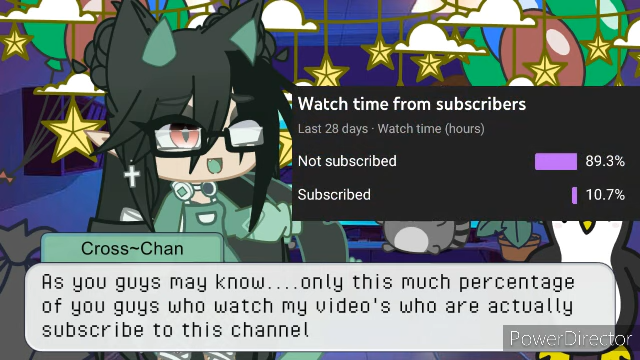 Watch time from subscribers
Last 28 days · Watch time (hours)
Not subscribed 89.3%
Subscribed 10.7%
Cross~Chan
As you guys may know....only this much percentage
of you guys who watch my video's who are actually
subscribe to this channel
PowerDirector